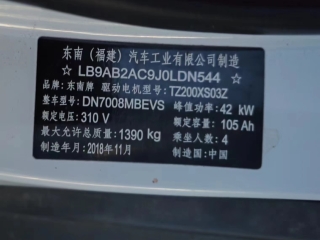 东南（福建）汽车工业有限公司制造
☆ LB9AB2AC9J0LDN544 ☆
品牌：东南牌 驱动电机型号：TZ200XS03Z
整车型号：DN7008MBEVS 峰值功率：42 kW
额定电压：310 V 额定容量：105 Ah
最大允许总质量：1390 kg 乘坐人数：4
制造年月：2018年11月 制造国：中国